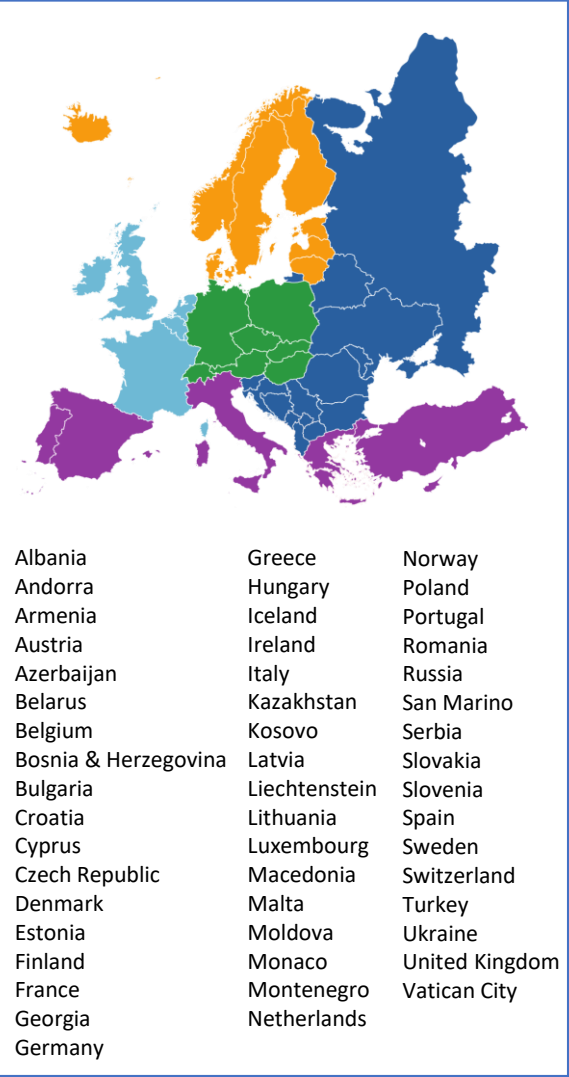 Albania
Andorra
Armenia
Austria
Azerbaijan
Belarus
Belgium
Bosnia & Herzegovina
Bulgaria
Croatia
Cyprus
Czech Republic
Denmark
Estonia
Finland
France
Georgia
Germany
Greece
Hungary
Iceland
Ireland
Italy
Kazakhstan
Kosovo
Latvia
Liechtenstein
Lithuania
Luxembourg
Macedonia
Malta
Moldova
Monaco
Montenegro
Netherlands
Norway
Poland
Portugal
Romania
Russia
San Marino
Serbia
Slovakia
Slovenia
Spain
Sweden
Switzerland
Turkey
Ukraine
United Kingdom
Vatican City